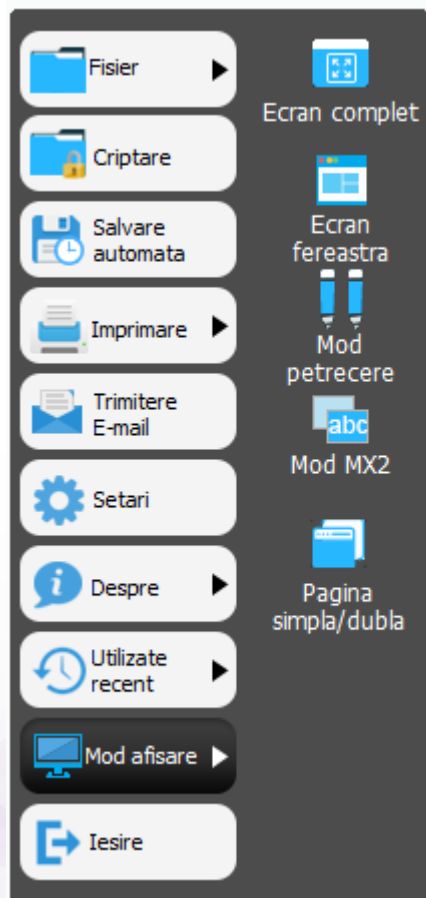 Fisier
Criptare
Salvare
automata
Imprimare
Trimitere
E-mail
Setari
Despre
Utilizate
recent
Mod afisare
Iesire
Ecran complet
Ecran
fereastra
Mod
petrecere
abc
Mod MX2
Pagina
simpla/dubla